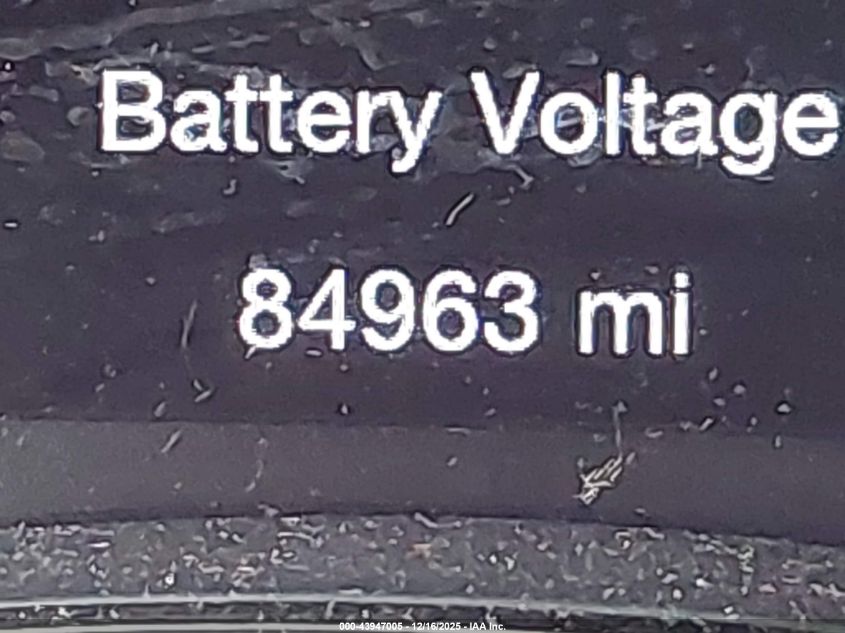 Battery Voltage
84963 mi
000-43947005 - 12/16/2025 - IAA Inc.